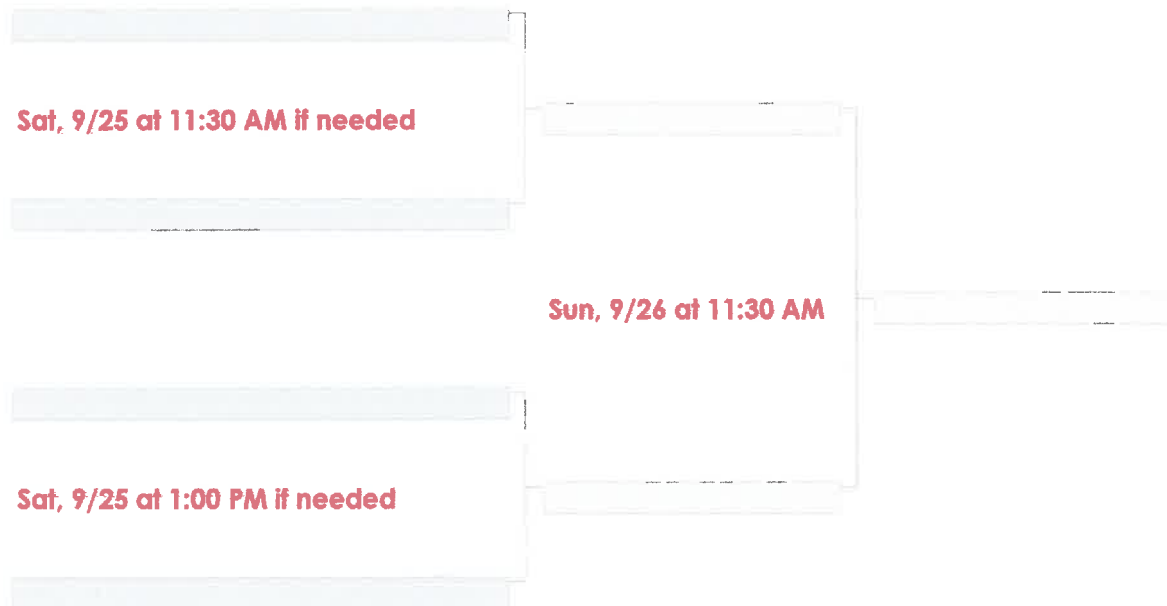 Sat, 9/25 at 11:30 AM if needed
Sun, 9/26 at 11:30 AM
Sat, 9/25 at 1:00 PM if needed